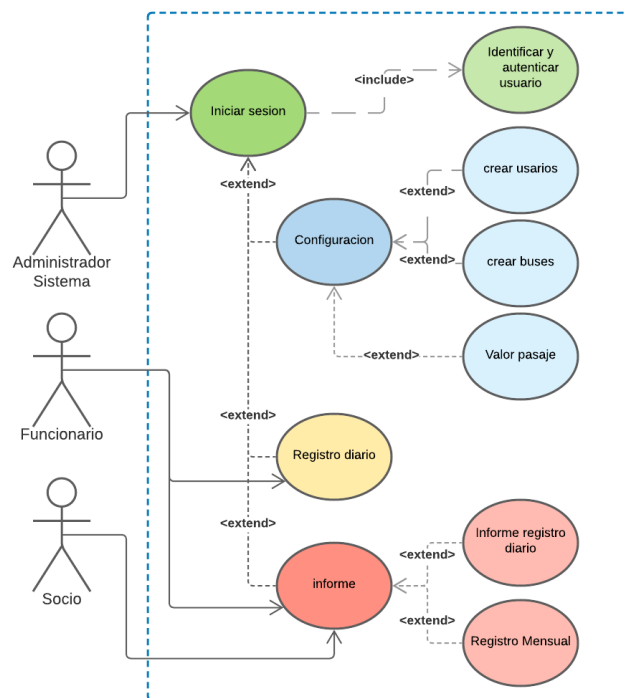 Identificar y
autenticar
usuario
<include>
Iniciar sesion
<extend>
crear usarios
<extend>
Configuracion
<extend>
crear buses
Administrador
Sistema
Valor pasaje
<extend>
<extend>
Funcionario
Registro diario
<extend>
Informe registro
diario
<extend>
informe
Socio
<extend>
Registro Mensual